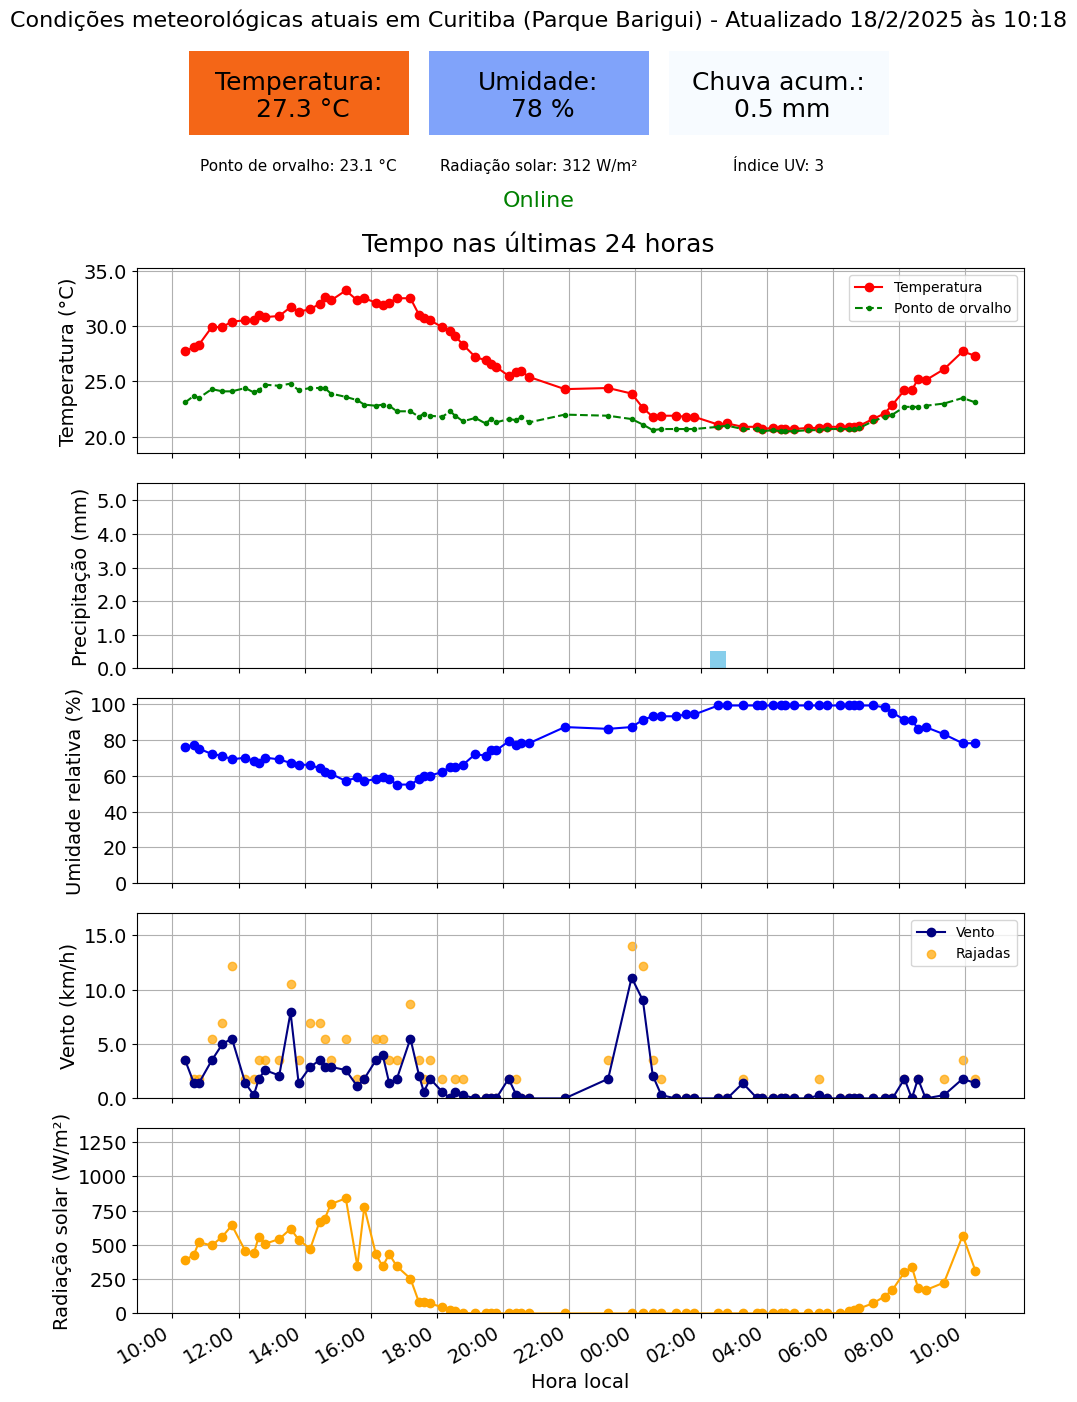 Condições meteorológicas atuais em Curitiba (Parque Barigui) - Atualizado 18/2/2025 às 10:18
Temperatura:
27.3 °C
Umidade:
78 %
Chuva acum.:
0.5 mm
Ponto de orvalho: 23.1 °C
Radiação solar: 312 W/m²
Índice UV: 3
Online
Tempo nas últimas 24 horas
Temperatura (°C)
35.0
30.0
25.0
20.0
Temperatura
Ponto de orvalho
Precipitação (mm)
5.0
4.0
3.0
2.0
1.0
0.0
Umidade relativa (%)
100
80
60
40
20
0
Vento (km/h)
15.0
10.0
5.0
0.0
Vento
Rajadas
Radiação solar (W/m²)
1250
1000
750
500
250
0
10:00
12:00
14:00
16:00
18:00
20:00
22:00
00:00
02:00
04:00
06:00
08:00
10:00
Hora local